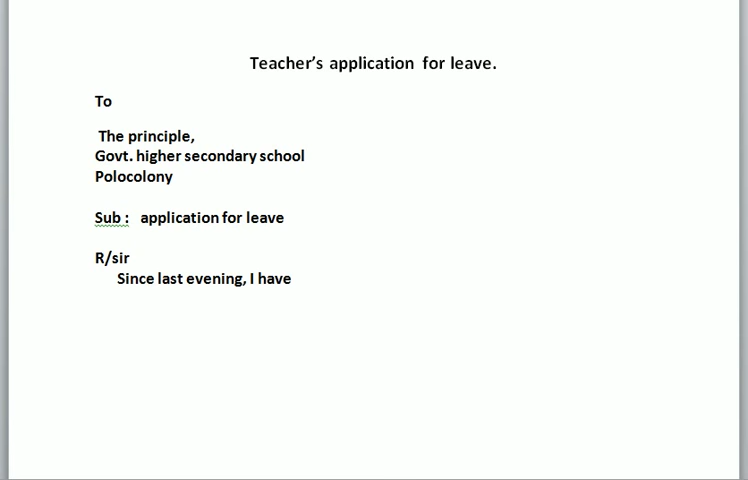 Teacher’s application for leave.
To
The principle,
Govt. higher secondary school
Polocolony
Sub : application for leave
R/sir
Since last evening, I have